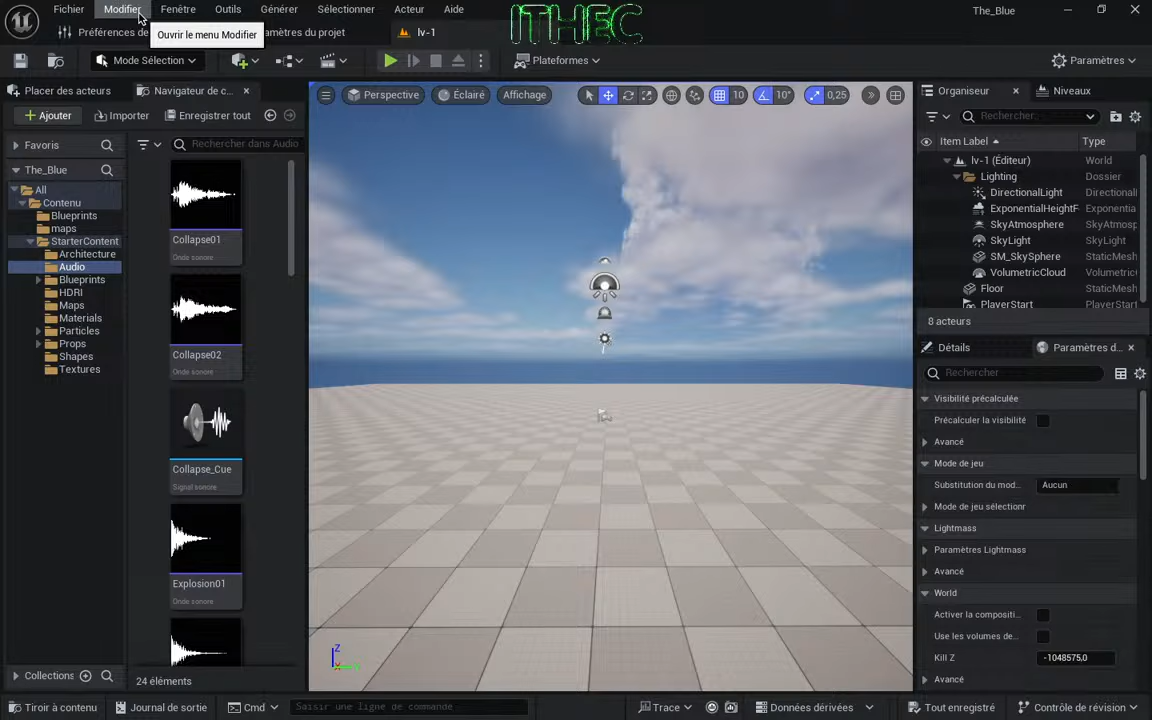 Fichier Modifier Fenêtre Outils Générer Sélectionner Acteur Aide
ITHEC
The_Blue
Préférences de
Ouvrir le menu Modifier
amètres du projet
lv-1
Mode Sélection
Plateformes
Paramètres
Placer des acteurs
Navigateur de c...
Ajouter
Importer
Enregistrer tout
Favoris
Rechercher dans Audio
The_Blue
All
Contenu
Blueprints
maps
StarterContent
Architecture
Audio
Blueprints
HDRI
Maps
Materials
Particles
Props
Shapes
Textures
Collections
Collapse01
Onde sonore
Collapse02
Onde sonore
Collapse_Cue
Signal sonore
Explosion01
Onde sonore
24 éléments
Perspective
Éclairé
Affichage
10
10°
0,25
Z
Organiseur
Niveaux
Rechercher...
Item Label
Type
lv-1 (Éditeur) World
Lighting Dossier
DirectionalLight Directional
ExponentialHeightF Exponentia
SkyAtmosphere SkyAtmosp
SkyLight SkyLight
SM_SkySphere StaticMesh
VolumetricCloud Volumetric
Floor StaticMesh
PlayerStart PlayerStart
8 acteurs
Détails
Paramètres d...
Rechercher
Visibilité précalculée
Précalculer la visibilité
Avancé
Mode de jeu
Substitution du mod... Aucun
Mode de jeu sélectionr
Lightmass
Paramètres Lightmass
Avancé
World
Activer la compositi...
Use les volumes de...
Kill Z -1048575,0
Avancé
Tiroir à contenu
Journal de sortie
Cmd
Saisir une ligne de commande
Trace
Données dérivées
Tout enregistré
Contrôle de révision